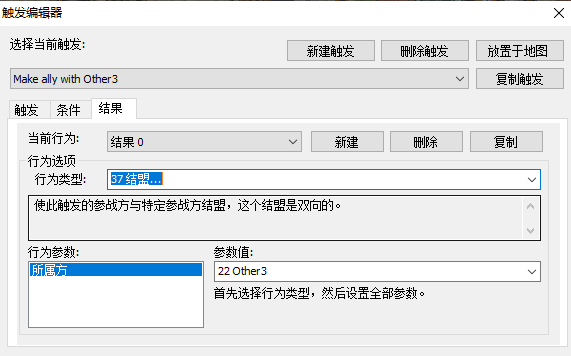 触发编辑器
选择当前触发:
新建触发 删除触发 放置于地图
Make ally with Other3 复制触发
触发 条件 结果
当前行为: 结果 0 新建 删除 复制
行为选项
行为类型: 37 结盟...
使此触发的参战方与特定参战方结盟，这个结盟是双向的。
行为参数: 参数值:
所属方 22 Other3
首先选择行为类型，然后设置全部参数。